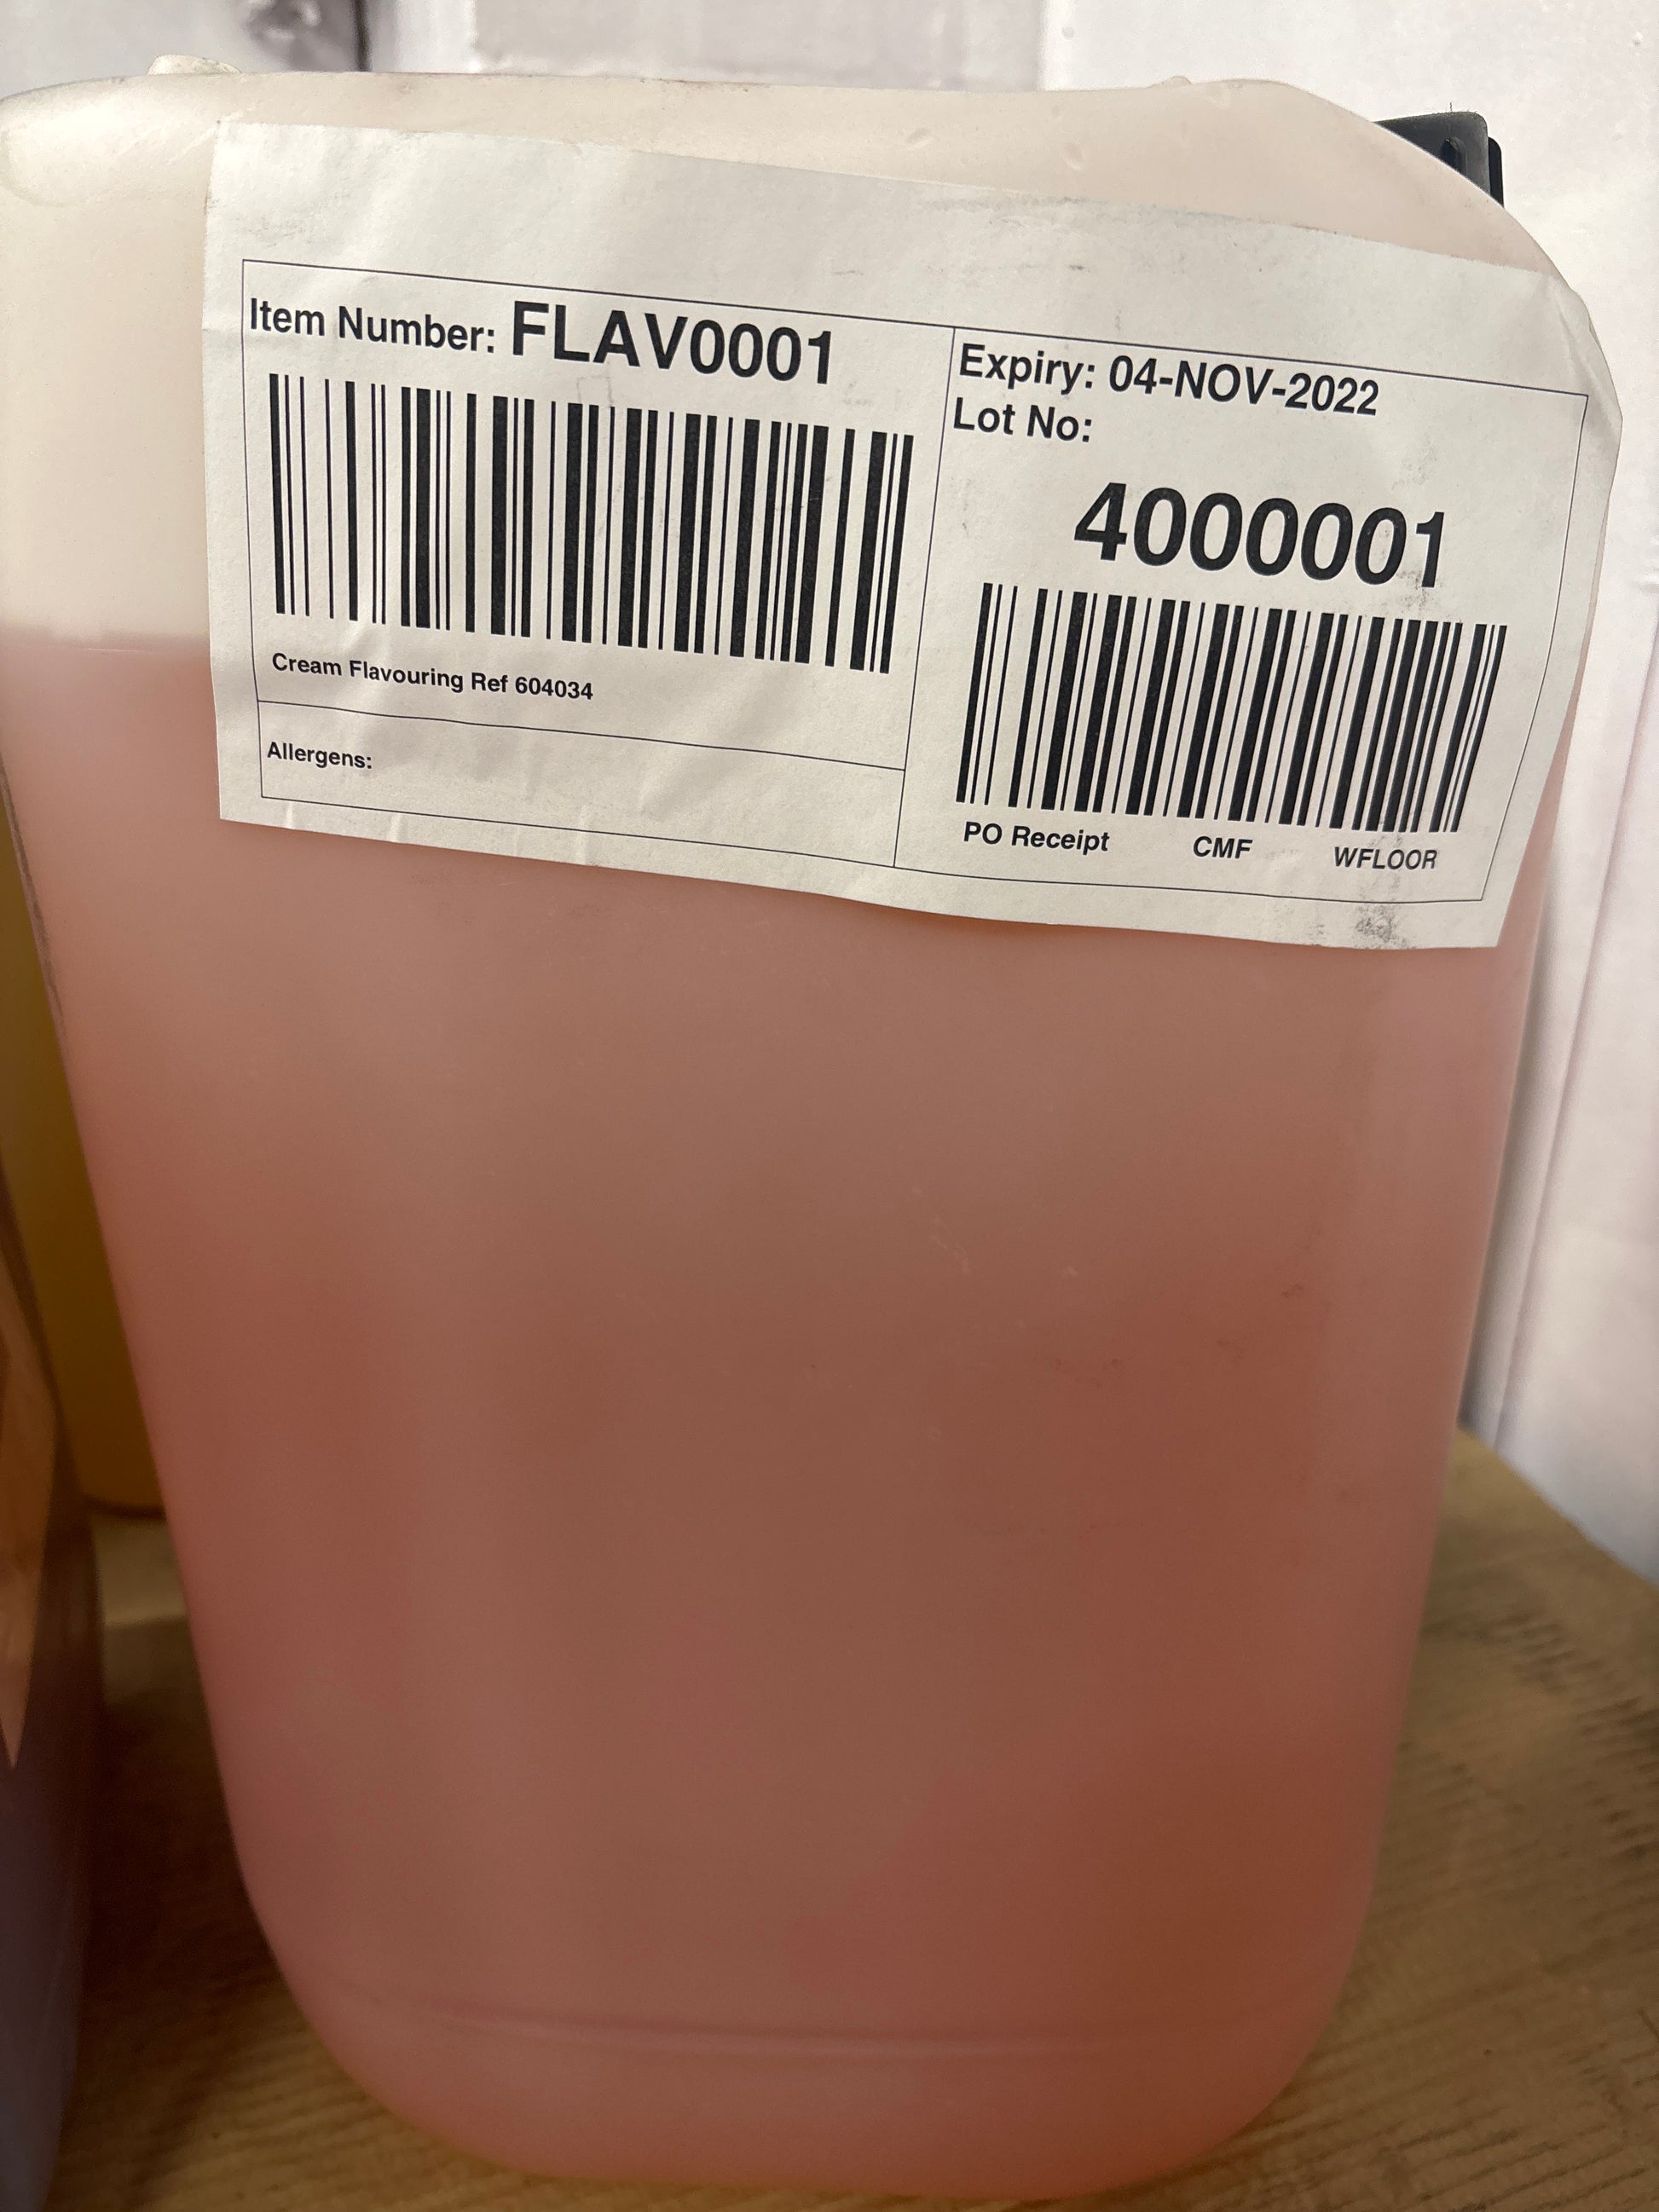 Item Number: FLAV0001
Cream Flavouring Ref 604034
Allergens:
Expiry: 04-NOV-2022
Lot No:
4000001
PO Receipt CMF WFLOOR